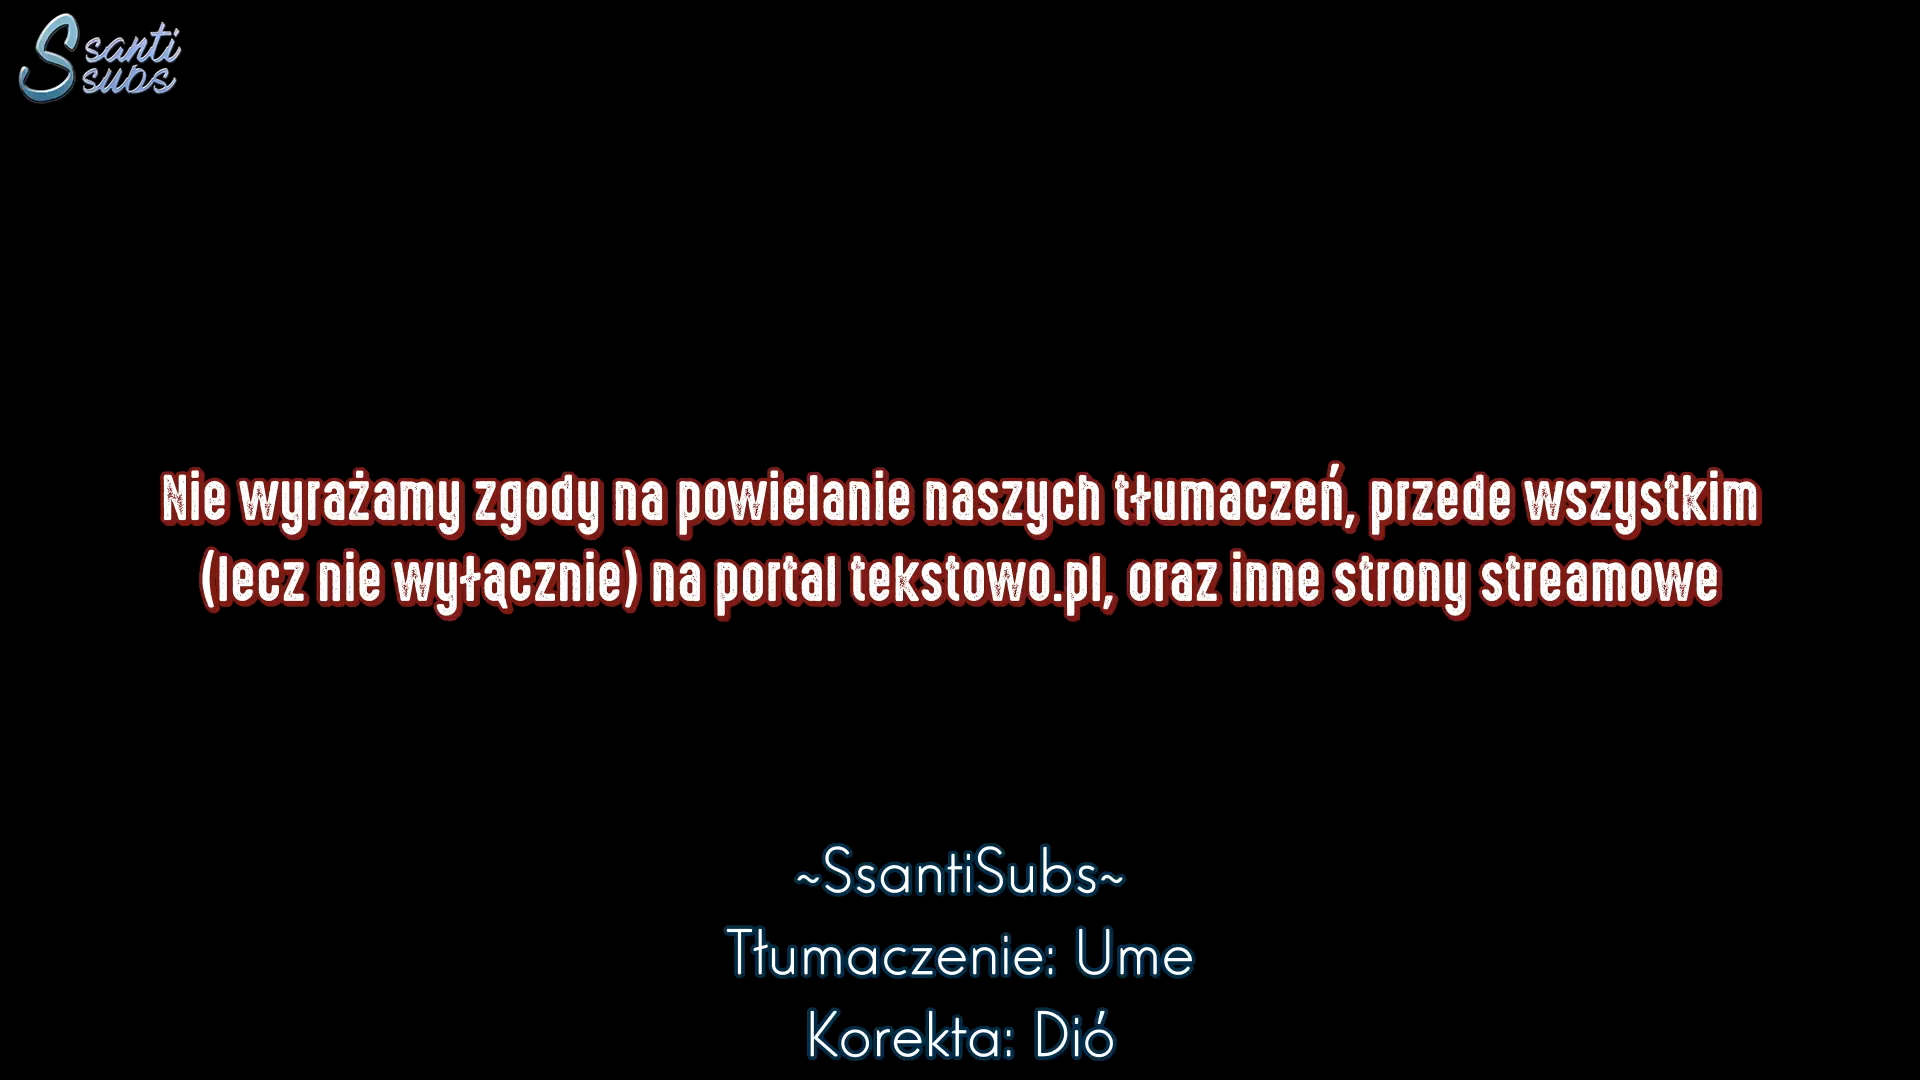 Ssanti
subs
Nie wyrażamy zgody na powielanie naszych tłumaczeń, przede wszystkim
(lecz nie wyłącznie) na portal tekstowo.pl, oraz inne strony streamowe
~SsantiSubs~
Tłumaczenie: Ume
Korekta: Dió